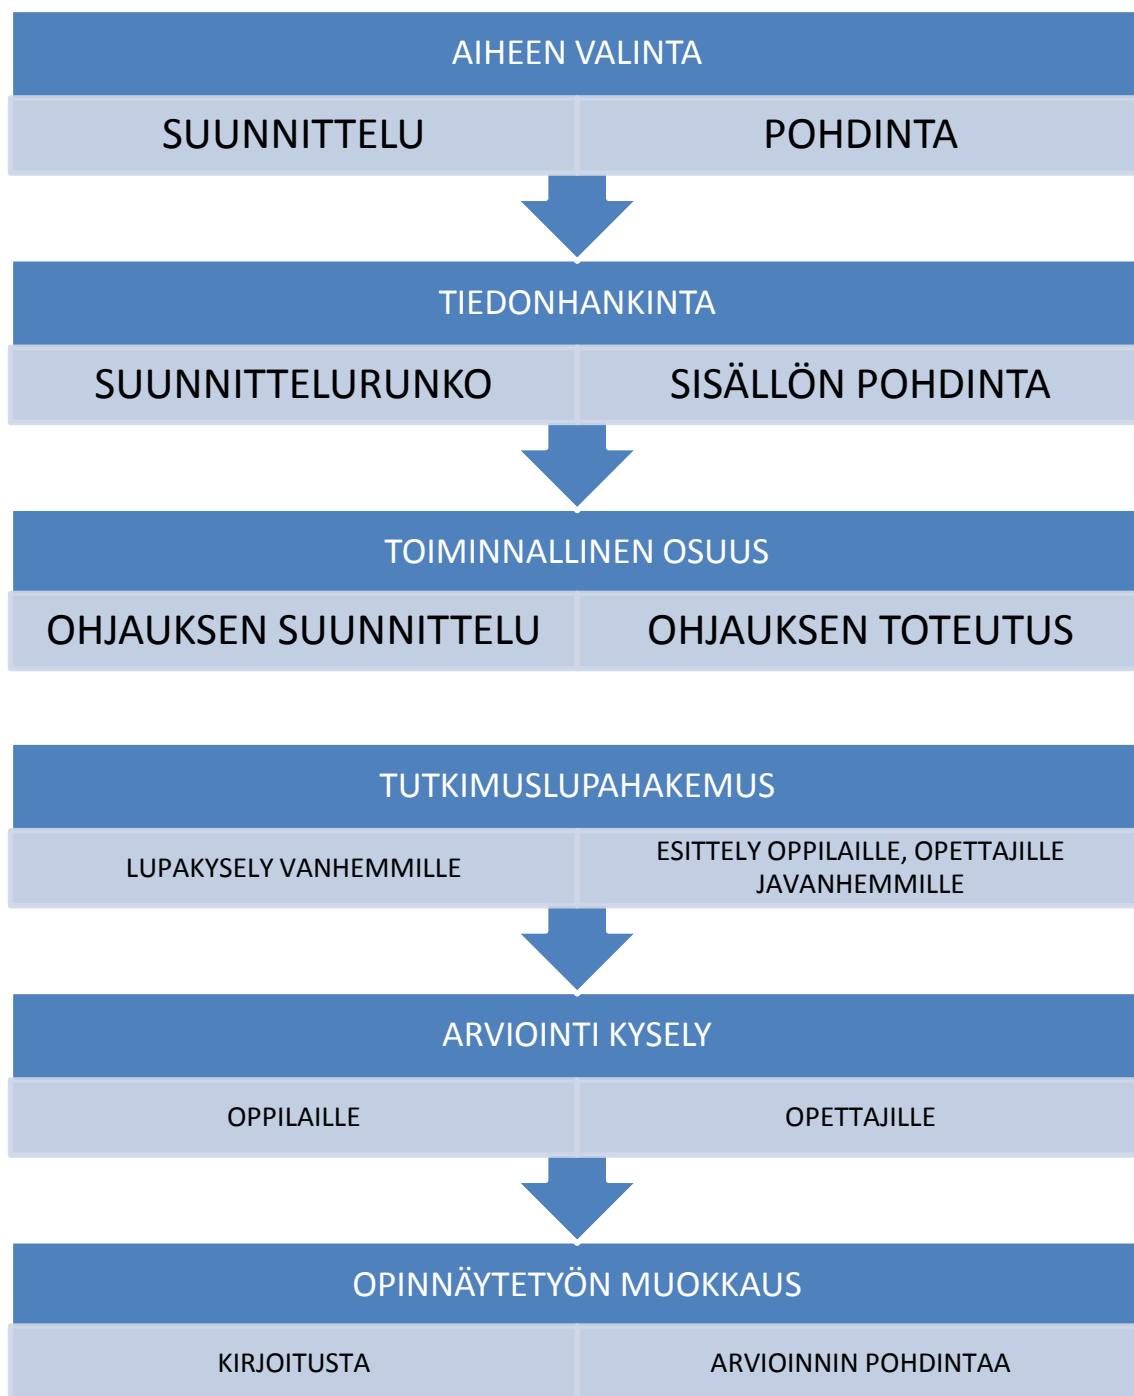 AIHEEN VALINTA
SUUNNITTELU
POHDINTA
TIEDONHANKINTA
SUUNNITTELURUNKO
SISÄLLÖN POHDINTA
TOIMINNALLINEN OSUUS
OHJAUKSEN SUUNNITTELU
OHJAUKSEN TOTEUTUS
TUTKIMUSLUPAHAKEMUS
LUPAKYSELY VANHEMMILLE
ESITTELY OPPILAILLE, OPETTAJILLE
JAVANHEMMILLE
ARVIOINTI KYSELY
OPPILAILLE
OPETTAJILLE
OPINNÄYTETYÖN MUOKKAUS
KIRJOITUSTA
ARVIOINNIN POHDINTAA